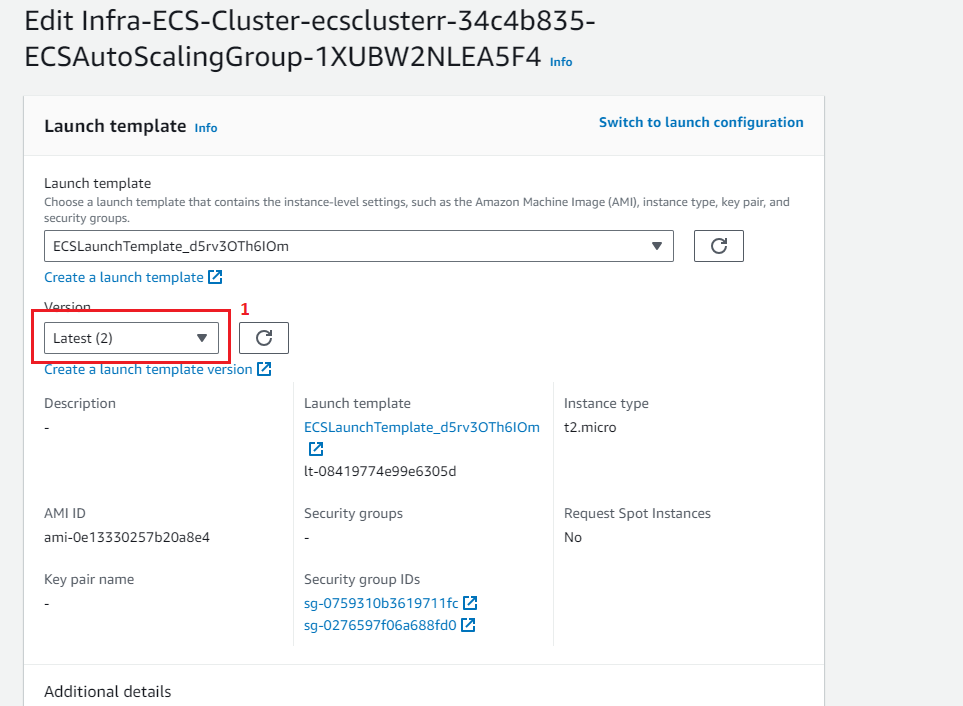 Edit Infra-ECS-Cluster-ecsclusterr-34c4b835-
ECSAutoScalingGroup-1XUBW2NLEA5F4 Info
Launch template Info
Switch to launch configuration
Launch template
Choose a launch template that contains the instance-level settings, such as the Amazon Machine Image (AMI), instance type, key pair, and
security groups.
ECSLaunchTemplate_d5rv3OTh6IOm
Create a launch template
Version
1
Latest (2)
Create a launch template version
Description
-
Launch template
ECSLaunchTemplate_d5rv3OTh6IOm
lt-08419774e99e6305d
Instance type
t2.micro
AMI ID
ami-0e13330257b20a8e4
Security groups
-
Request Spot Instances
No
Key pair name
-
Security group IDs
sg-0759310b3619711fc
sg-0276597f06a688fd0
Additional details